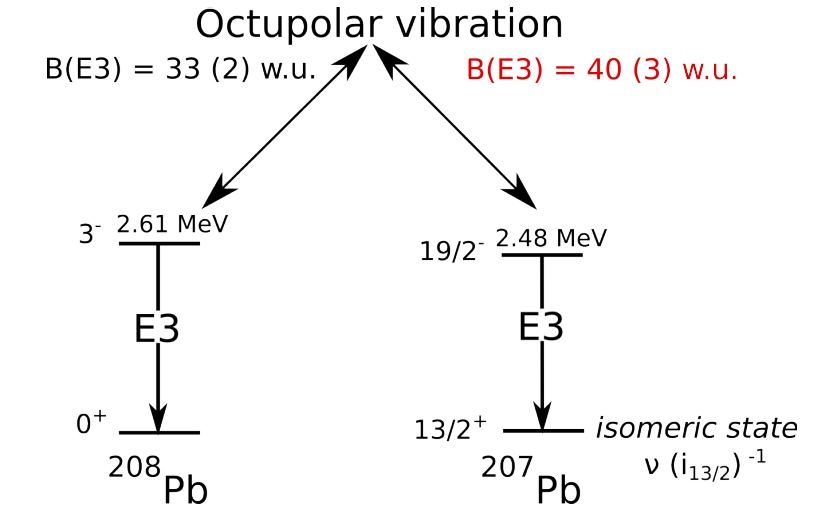 Octupolar vibration
B(E3) = 33 (2) w.u.
B(E3) = 40 (3) w.u.
3⁻ 2.61 MeV
19/2⁻ 2.48 MeV
E3
E3
0⁺
13/2⁺
isomeric state
ν (i₁₃/₂)⁻¹
²⁰⁸Pb
²⁰⁷Pb